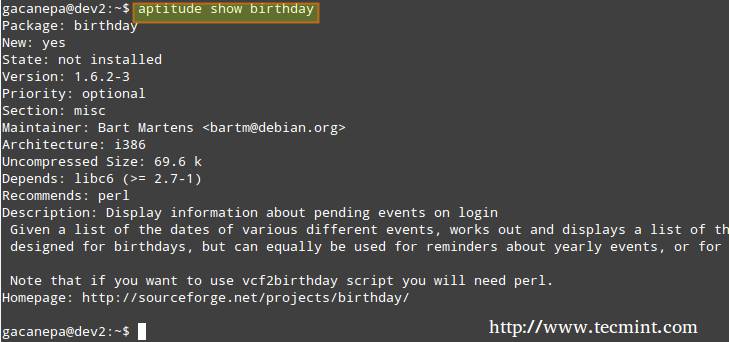 gacanepa@dev2:~$ aptitude show birthday
Package: birthday
New: yes
State: not installed
Version: 1.6.2-3
Priority: optional
Section: misc
Maintainer: Bart Martens <bartm@debian.org>
Architecture: i386
Uncompressed Size: 69.6 k
Depends: libc6 (>= 2.7-1)
Recommends: perl
Description: Display information about pending events on login
Given a list of the dates of various different events, works out and displays a list of th
designed for birthdays, but can equally be used for reminders about yearly events, or for
Note that if you want to use vcf2birthday script you will need perl.
Homepage: http://sourceforge.net/projects/birthday/
gacanepa@dev2:~$
http://www.tecmint.com